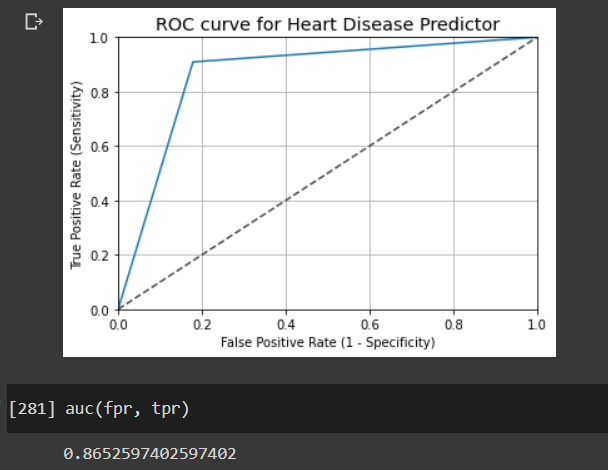 ROC curve for Heart Disease Predictor
1.0
0.8
0.6
0.4
0.2
0.0
True Positive Rate (Sensitivity)
0.0 0.2 0.4 0.6 0.8 1.0
False Positive Rate (1 - Specificity)
[281] auc(fpr, tpr)
0.8652597402597402